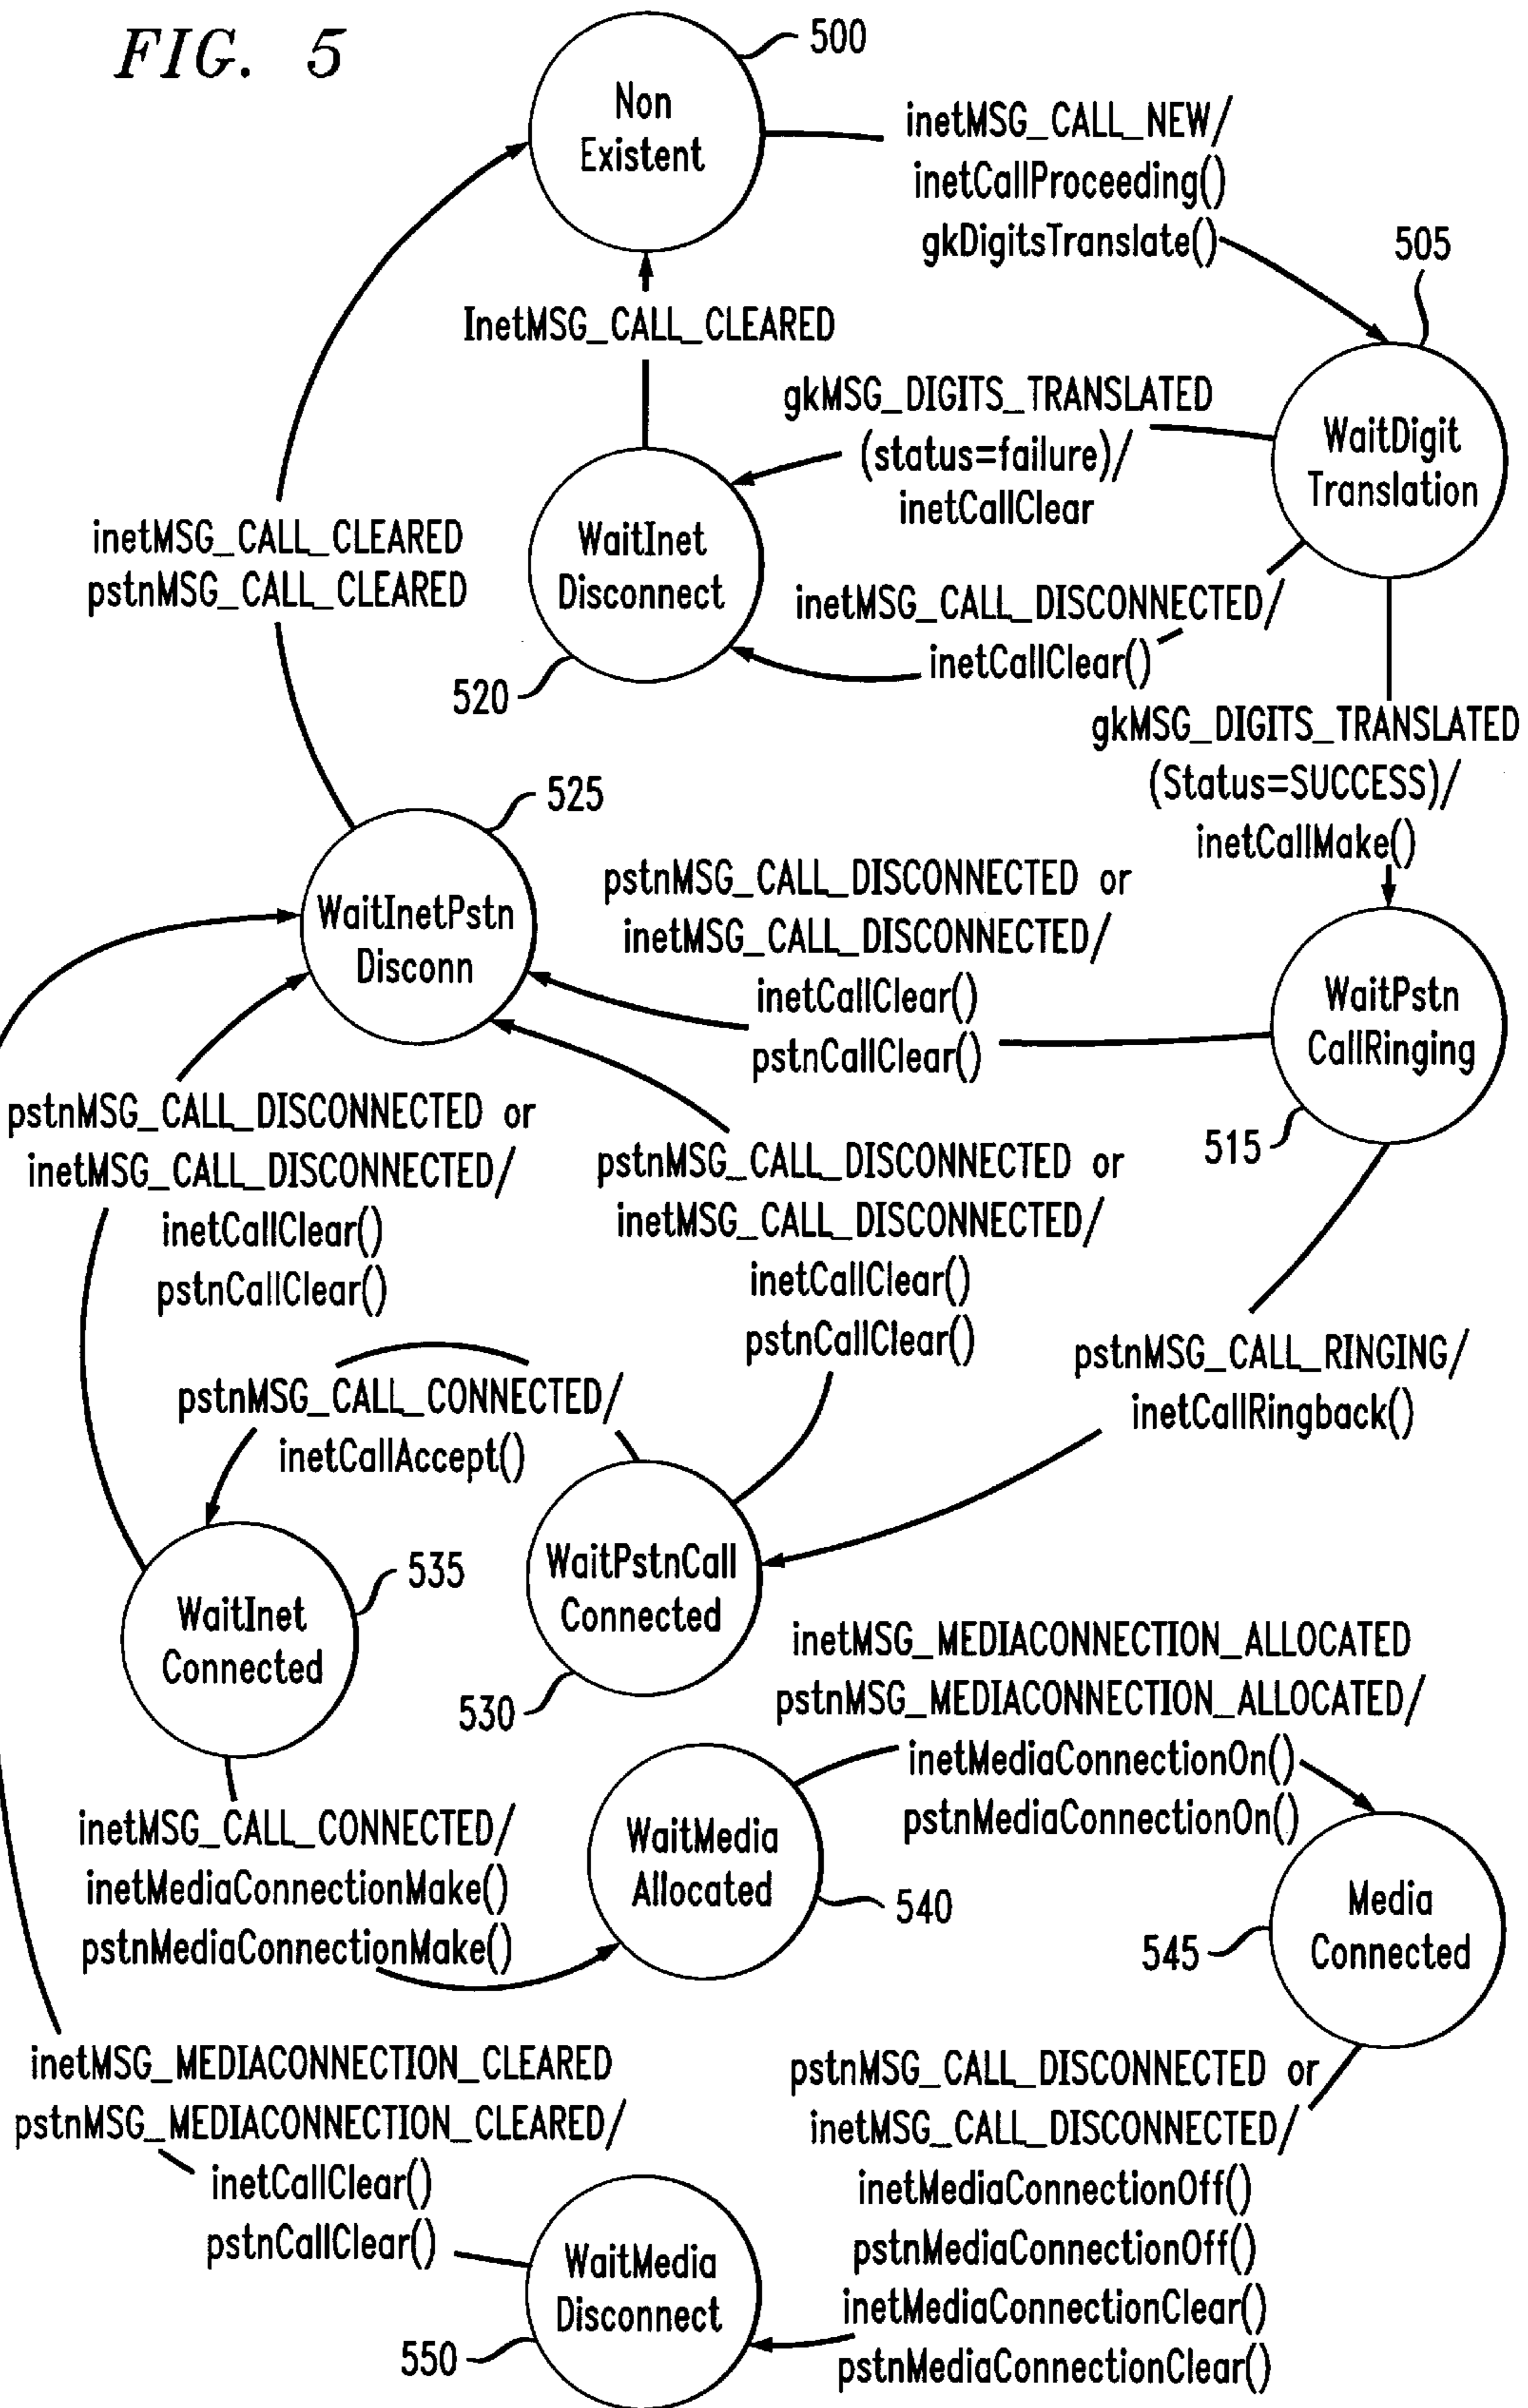 FIG. 5
500
Non
Existent
inetMSG_CALL_NEW/
inetCallProceeding()
gkDigitsTranslate()
505
InetMSG_CALL_CLEARED
gkMSG_DIGITS_TRANSLATED
(status=failure)/
inetCallClear
WaitDigit
Translation
WaitInet
Disconnect
520
inetMSG_CALL_DISCONNECTED/
inetCallClear()
inetMSG_CALL_CLEARED
pstnMSG_CALL_CLEARED
gkMSG_DIGITS_TRANSLATED
(Status=SUCCESS)/
inetCallMake()
525
WaitInetPstn
Disconn
pstnMSG_CALL_DISCONNECTED or
inetMSG_CALL_DISCONNECTED/
inetCallClear()
pstnCallClear()
WaitPstn
CallRinging
515
pstnMSG_CALL_DISCONNECTED or
inetMSG_CALL_DISCONNECTED/
inetCallClear()
pstnCallClear()
pstnMSG_CALL_DISCONNECTED or
inetMSG_CALL_DISCONNECTED/
inetCallClear()
pstnCallClear()
pstnMSG_CALL_RINGING/
inetCallRingback()
pstnMSG_CALL_CONNECTED/
inetCallAccept()
535
WaitInet
Connected
WaitPstnCall
Connected
530
inetMSG_MEDIACONNECTION_ALLOCATED
pstnMSG_MEDIACONNECTION_ALLOCATED/
inetMediaConnectionOn()
pstnMediaConnectionOn()
inetMSG_CALL_CONNECTED/
inetMediaConnectionMake()
pstnMediaConnectionMake()
WaitMedia
Allocated
540
Media
Connected
545
inetMSG_MEDIACONNECTION_CLEARED
pstnMSG_MEDIACONNECTION_CLEARED/
inetCallClear()
pstnCallClear()
pstnMSG_CALL_DISCONNECTED or
inetMSG_CALL_DISCONNECTED/
inetMediaConnectionOff()
pstnMediaConnectionOff()
inetMediaConnectionClear()
pstnMediaConnectionClear()
WaitMedia
Disconnect
550